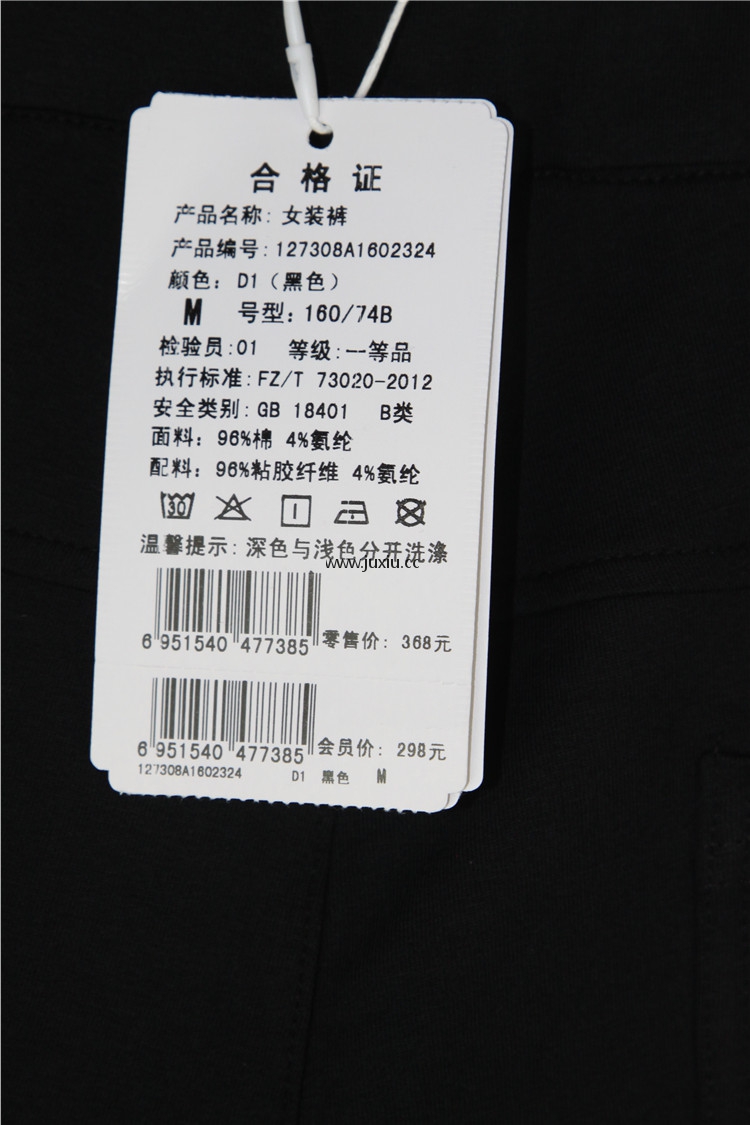 合格证
产品名称: 女装裤
产品编号: 127308A1602324
颜色: D1 (黑色)
M 号型: 160/74B
检验员:01 等级:一等品
执行标准: FZ/T 73020-2012
安全类别: GB 18401 B类
面料: 96%棉 4%氨纶
配料: 96%粘胶纤维 4%氨纶
30
温馨提示: 深色与浅色分开洗涤
www.juxiu.cc
6 951540 477385 零售价: 368元
6 951540 477385 会员价: 298元
127308A1602324 D1 黑色 M